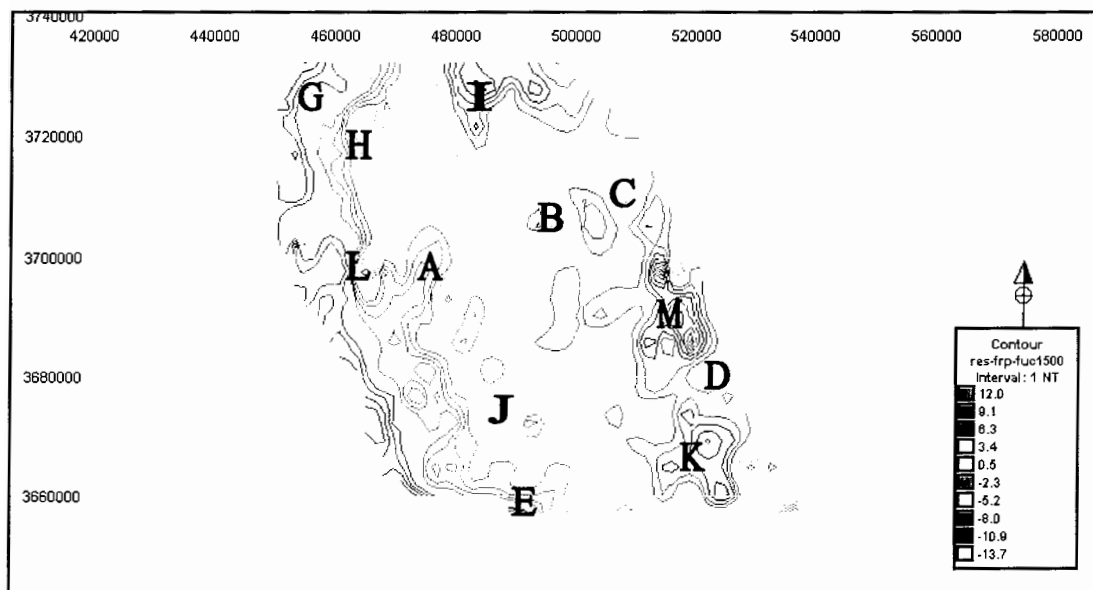 3740000
420000 440000 460000 480000 500000 520000 540000 560000 580000
G
I
3720000
H
C
B
3700000
L A
M
3680000
D
J
K
3660000
E
Contour
res-frp-fuc1500
Interval: 1 NT
12.0
9.1
6.3
3.4
0.5
-2.3
-5.2
-8.0
-10.9
-13.7